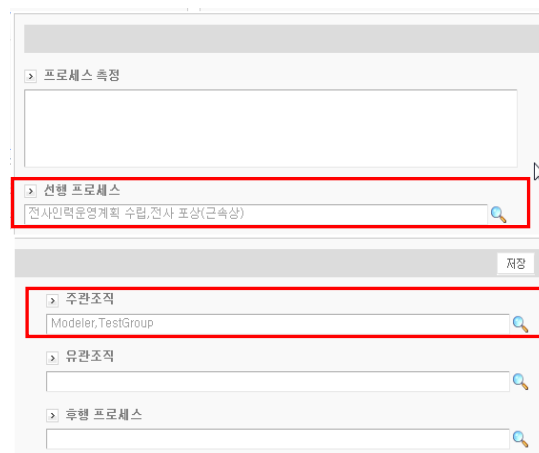 프로세스 측정
선행 프로세스
전사인력운영계획 수립,전사 포상(근속상)
저장
주관조직
Modeler,TestGroup
유관조직
후행 프로세스